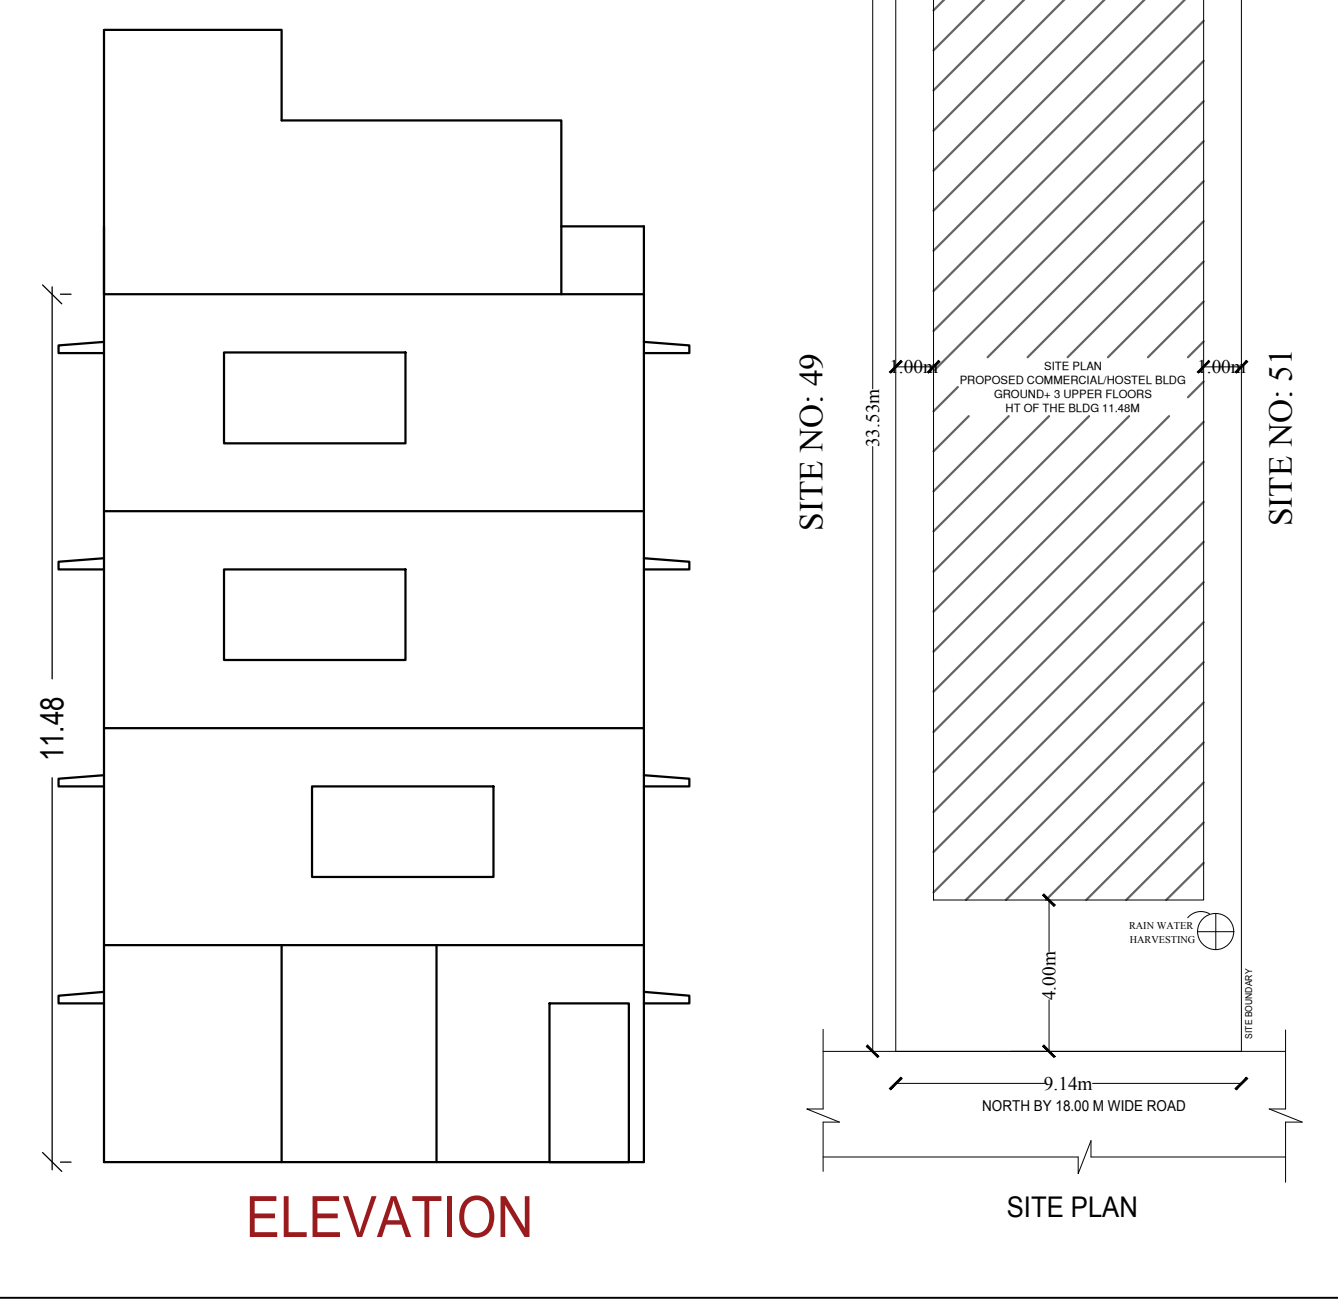 11.48
ELEVATION
SITE NO: 49
33.53m
1.00m
SITE PLAN
PROPOSED COMMERCIAL/HOSTEL BLDG
GROUND+ 3 UPPER FLOORS
HT OF THE BLDG 11.48M
1.00m
SITE NO: 51
RAIN WATER
HARVESTING
4.00m
SITE BOUNDARY
9.14m
NORTH BY 18.00 M WIDE ROAD
SITE PLAN